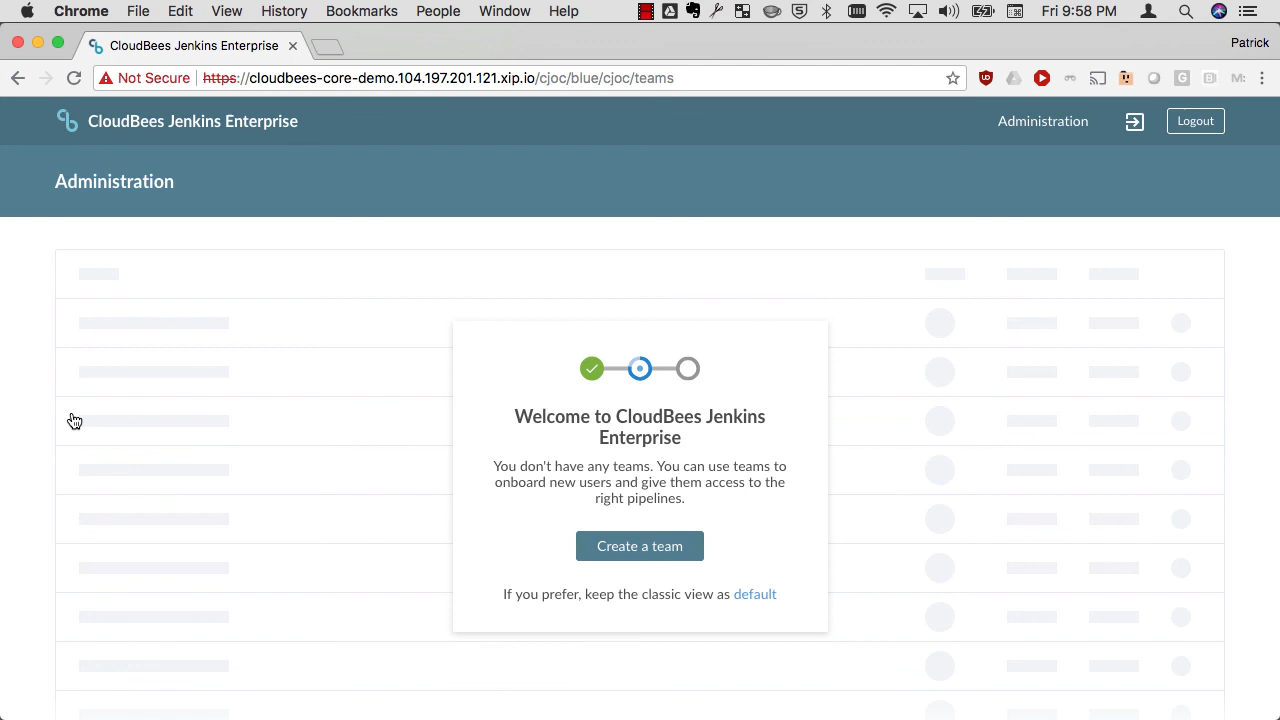 Chrome File Edit View History Bookmarks People Window Help Fri 9:58 PM
CloudBees Jenkins Enterprise Patrick
Not Secure https://cloudbees-core-demo.104.197.201.121.xip.io/cjoc/blue/cjoc/teams
CloudBees Jenkins Enterprise Administration Logout
Administration
Welcome to CloudBees Jenkins
Enterprise
You don't have any teams. You can use teams to
onboard new users and give them access to the
right pipelines.
Create a team
If you prefer, keep the classic view as default